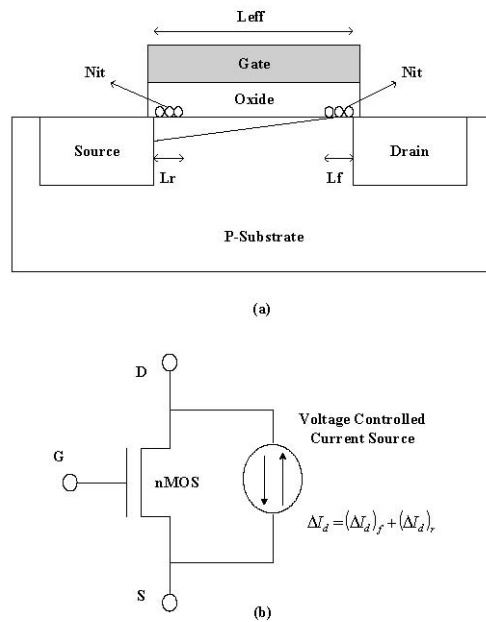 Leff
Gate
Nit
Nit
Oxide
Source
Drain
Lr
Lf
P-Substrate
(a)
D
Voltage Controlled
Current Source
G
nMOS
ΔI_d = (ΔI_d)_f + (ΔI_d)_r
S
(b)